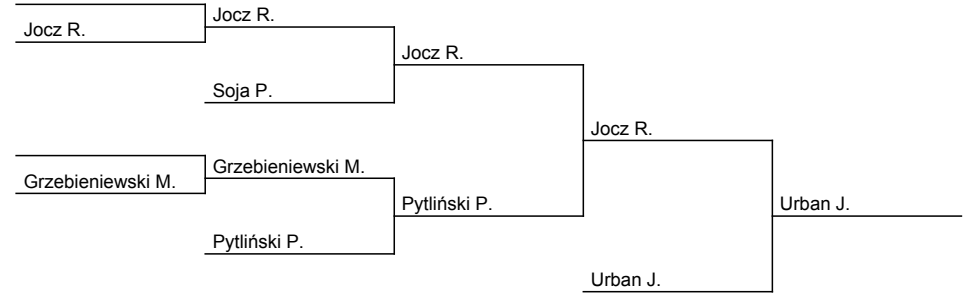 Jocz R.
Jocz R.
Jocz R.
Soja P.
Jocz R.
Grzebieniewski M.
Grzebieniewski M.
Pytliński P.
Urban J.
Pytliński P.
Urban J.